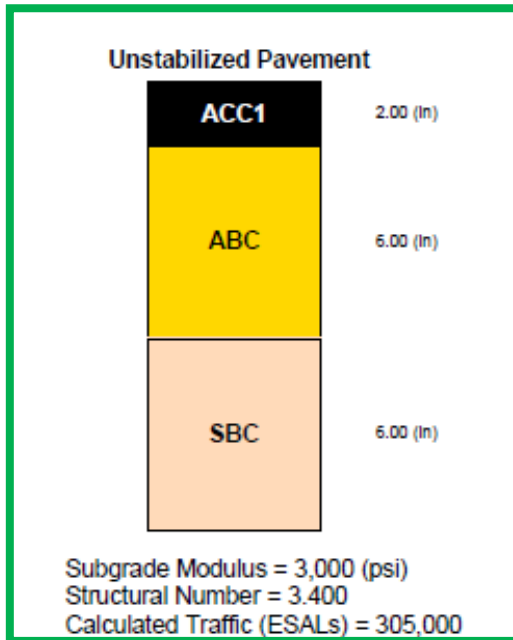 Unstabilized Pavement
ACC1 2.00 (in)
ABC 6.00 (in)
SBC 6.00 (in)
Subgrade Modulus = 3,000 (psi)
Structural Number = 3.400
Calculated Traffic (ESALs) = 305,000